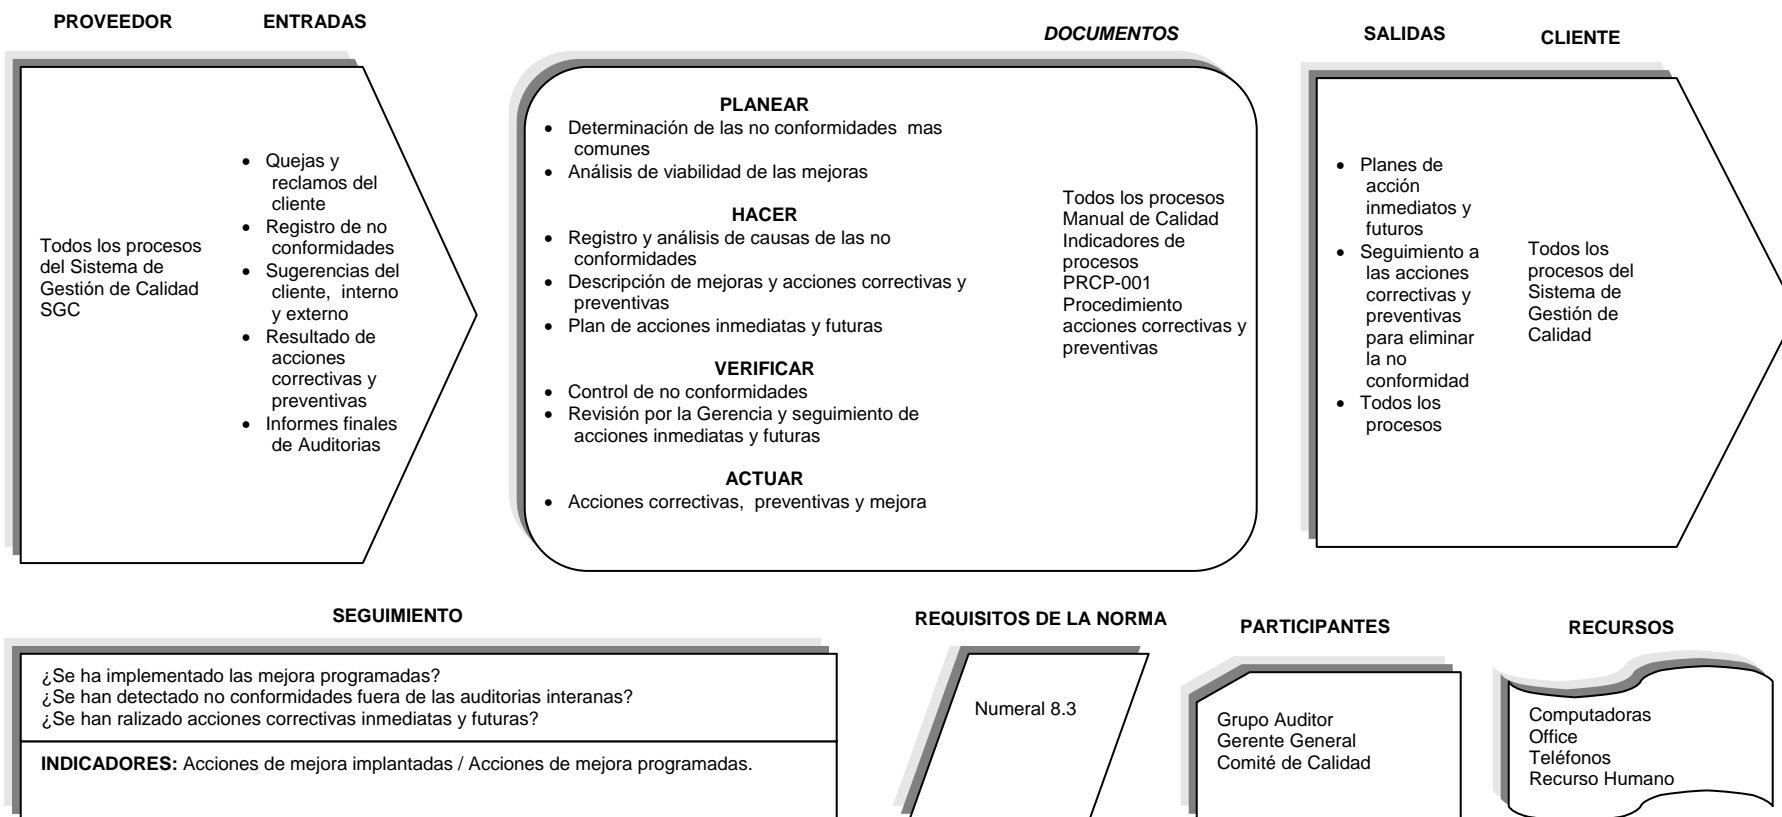 PROVEEDOR
ENTRADAS
DOCUMENTOS
SALIDAS
CLIENTE
Todos los procesos
del Sistema de
Gestión de Calidad
SGC
• Quejas y
reclamos del
cliente
• Registro de no
conformidades
• Sugerencias del
cliente, interno
y externo
• Resultado de
acciones
correctivas y
preventivas
• Informes finales
de Auditorias
PLANEAR
• Determinación de las no conformidades mas
comunes
• Análisis de viabilidad de las mejoras
HACER
• Registro y análisis de causas de las no
conformidades
• Descripción de mejoras y acciones correctivas y
preventivas
• Plan de acciones inmediatas y futuras
VERIFICAR
• Control de no conformidades
• Revisión por la Gerencia y seguimiento de
acciones inmediatas y futuras
ACTUAR
• Acciones correctivas, preventivas y mejora
Todos los procesos
Manual de Calidad
Indicadores de
procesos
PRCP-001
Procedimiento
acciones correctivas y
preventivas
• Planes de
acción
inmediatos y
futuros
• Seguimiento a
las acciones
correctivas y
preventivas
para eliminar
la no
conformidad
• Todos los
procesos
Todos los
procesos del
Sistema de
Gestión de
Calidad
SEGUIMIENTO
¿Se ha implementado las mejora programadas?
¿Se han detectado no conformidades fuera de las auditorias interanas?
¿Se han ralizado acciones correctivas inmediatas y futuras?
INDICADORES: Acciones de mejora implantadas / Acciones de mejora programadas.
REQUISITOS DE LA NORMA
Numeral 8.3
PARTICIPANTES
Grupo Auditor
Gerente General
Comité de Calidad
RECURSOS
Computadoras
Office
Teléfonos
Recurso Humano